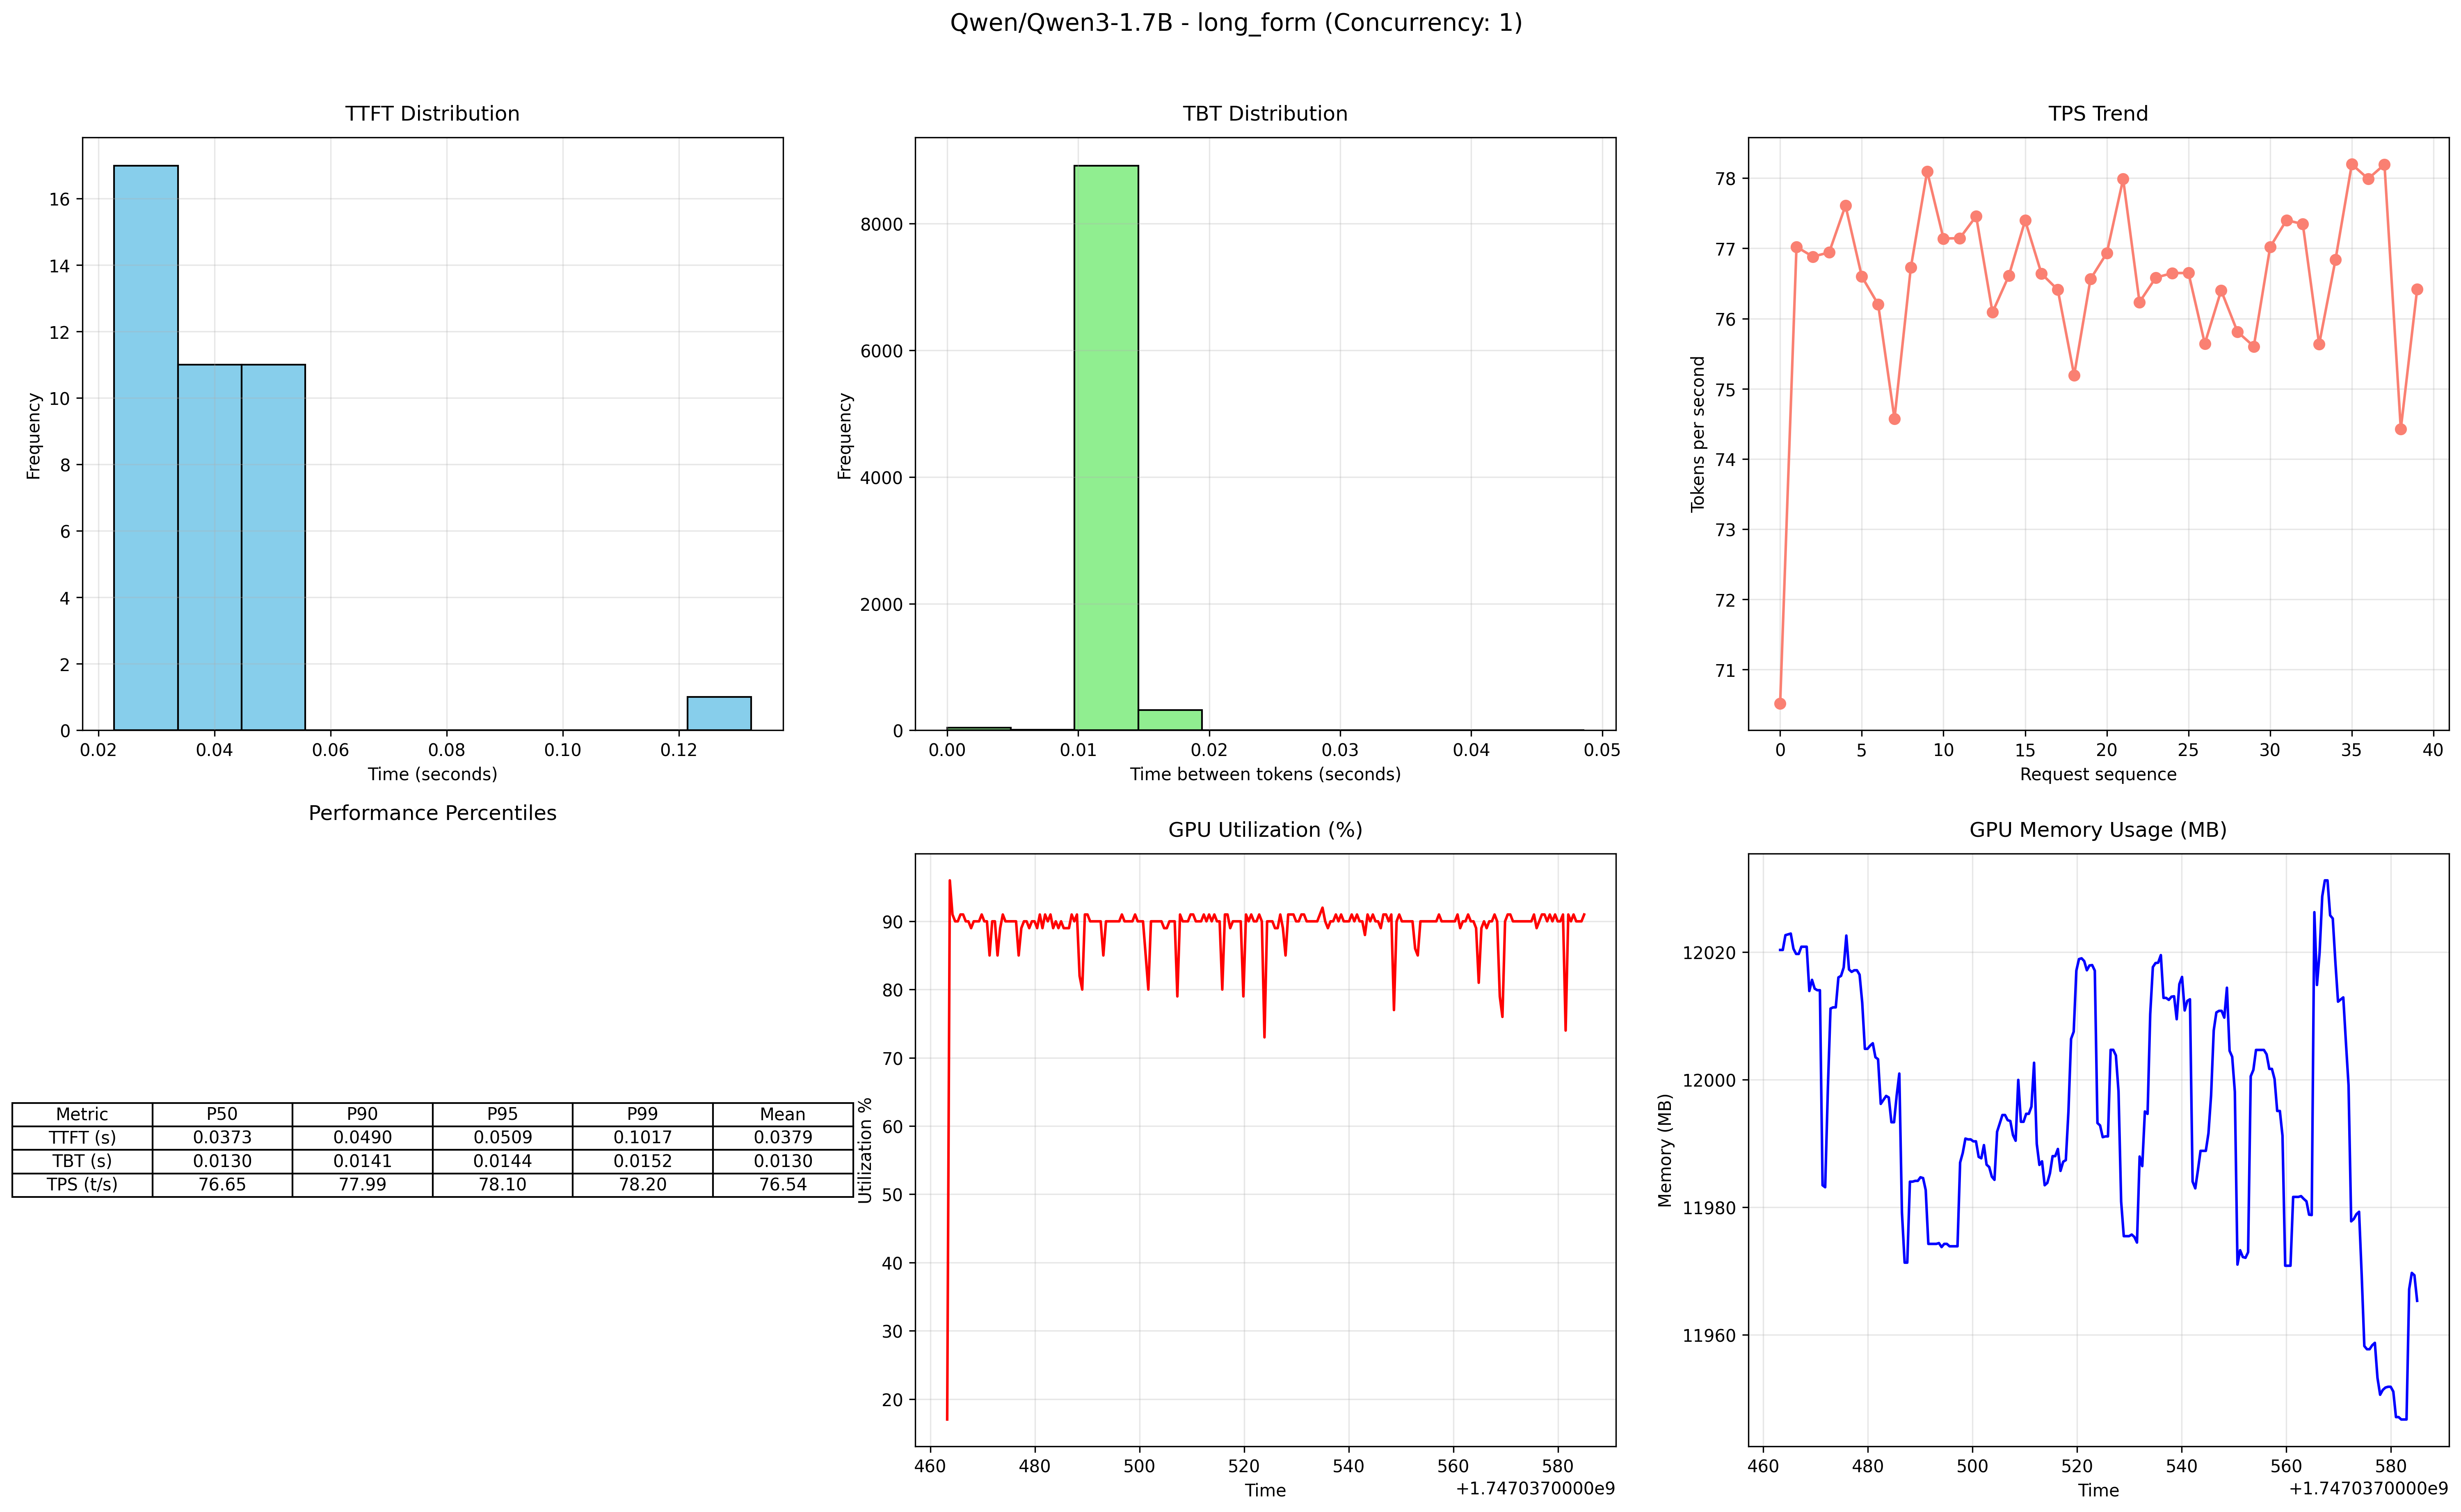 Qwen/Qwen3-1.7B - long_form (Concurrency: 1)
TTFT Distribution
Frequency
16
14
12
10
8
6
4
2
0
0.02 0.04 0.06 0.08 0.10 0.12
Time (seconds)
TBT Distribution
Frequency
8000
6000
4000
2000
0
0.00 0.01 0.02 0.03 0.04 0.05
Time between tokens (seconds)
TPS Trend
Tokens per second
78
77
76
75
74
73
72
71
0 5 10 15 20 25 30 35 40
Request sequence
Performance Percentiles
Metric P50 P90 P95 P99 Mean
TTFT (s) 0.0373 0.0490 0.0509 0.1017 0.0379
TBT (s) 0.0130 0.0141 0.0144 0.0152 0.0130
TPS (t/s) 76.65 77.99 78.10 78.20 76.54
GPU Utilization (%)
Utilization %
90
80
70
60
50
40
30
20
460 480 500 520 540 560 580
Time
+1.7470370000e9
GPU Memory Usage (MB)
Memory (MB)
12020
12000
11980
11960
460 480 500 520 540 560 580
Time
+1.7470370000e9